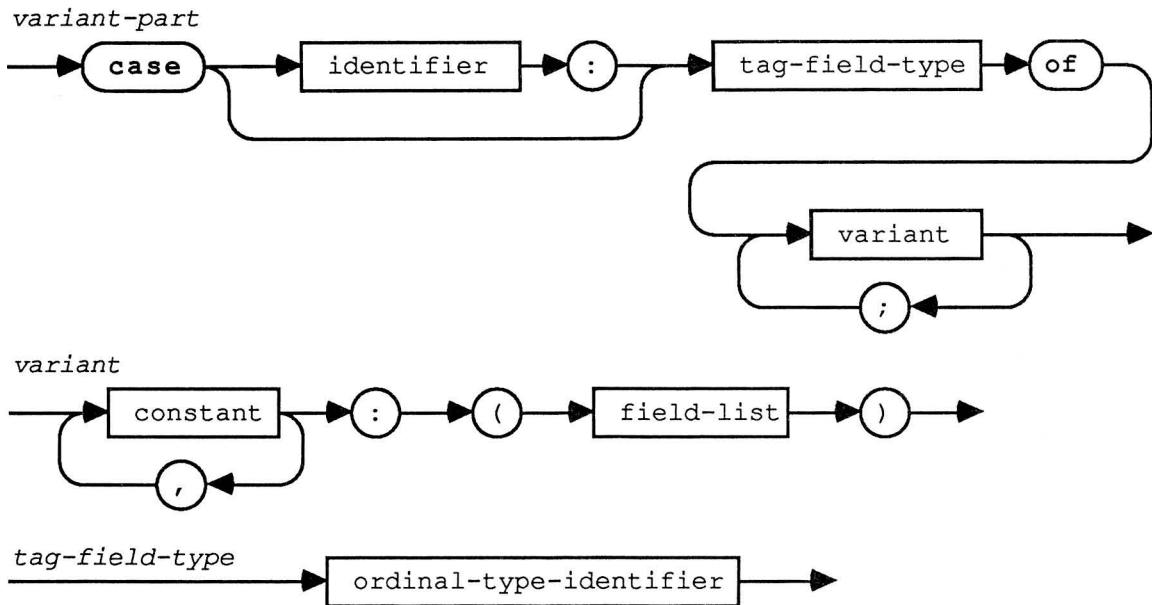 variant-part
case identifier : tag-field-type of
variant
;
variant
constant : ( field-list )
,
tag-field-type
ordinal-type-identifier